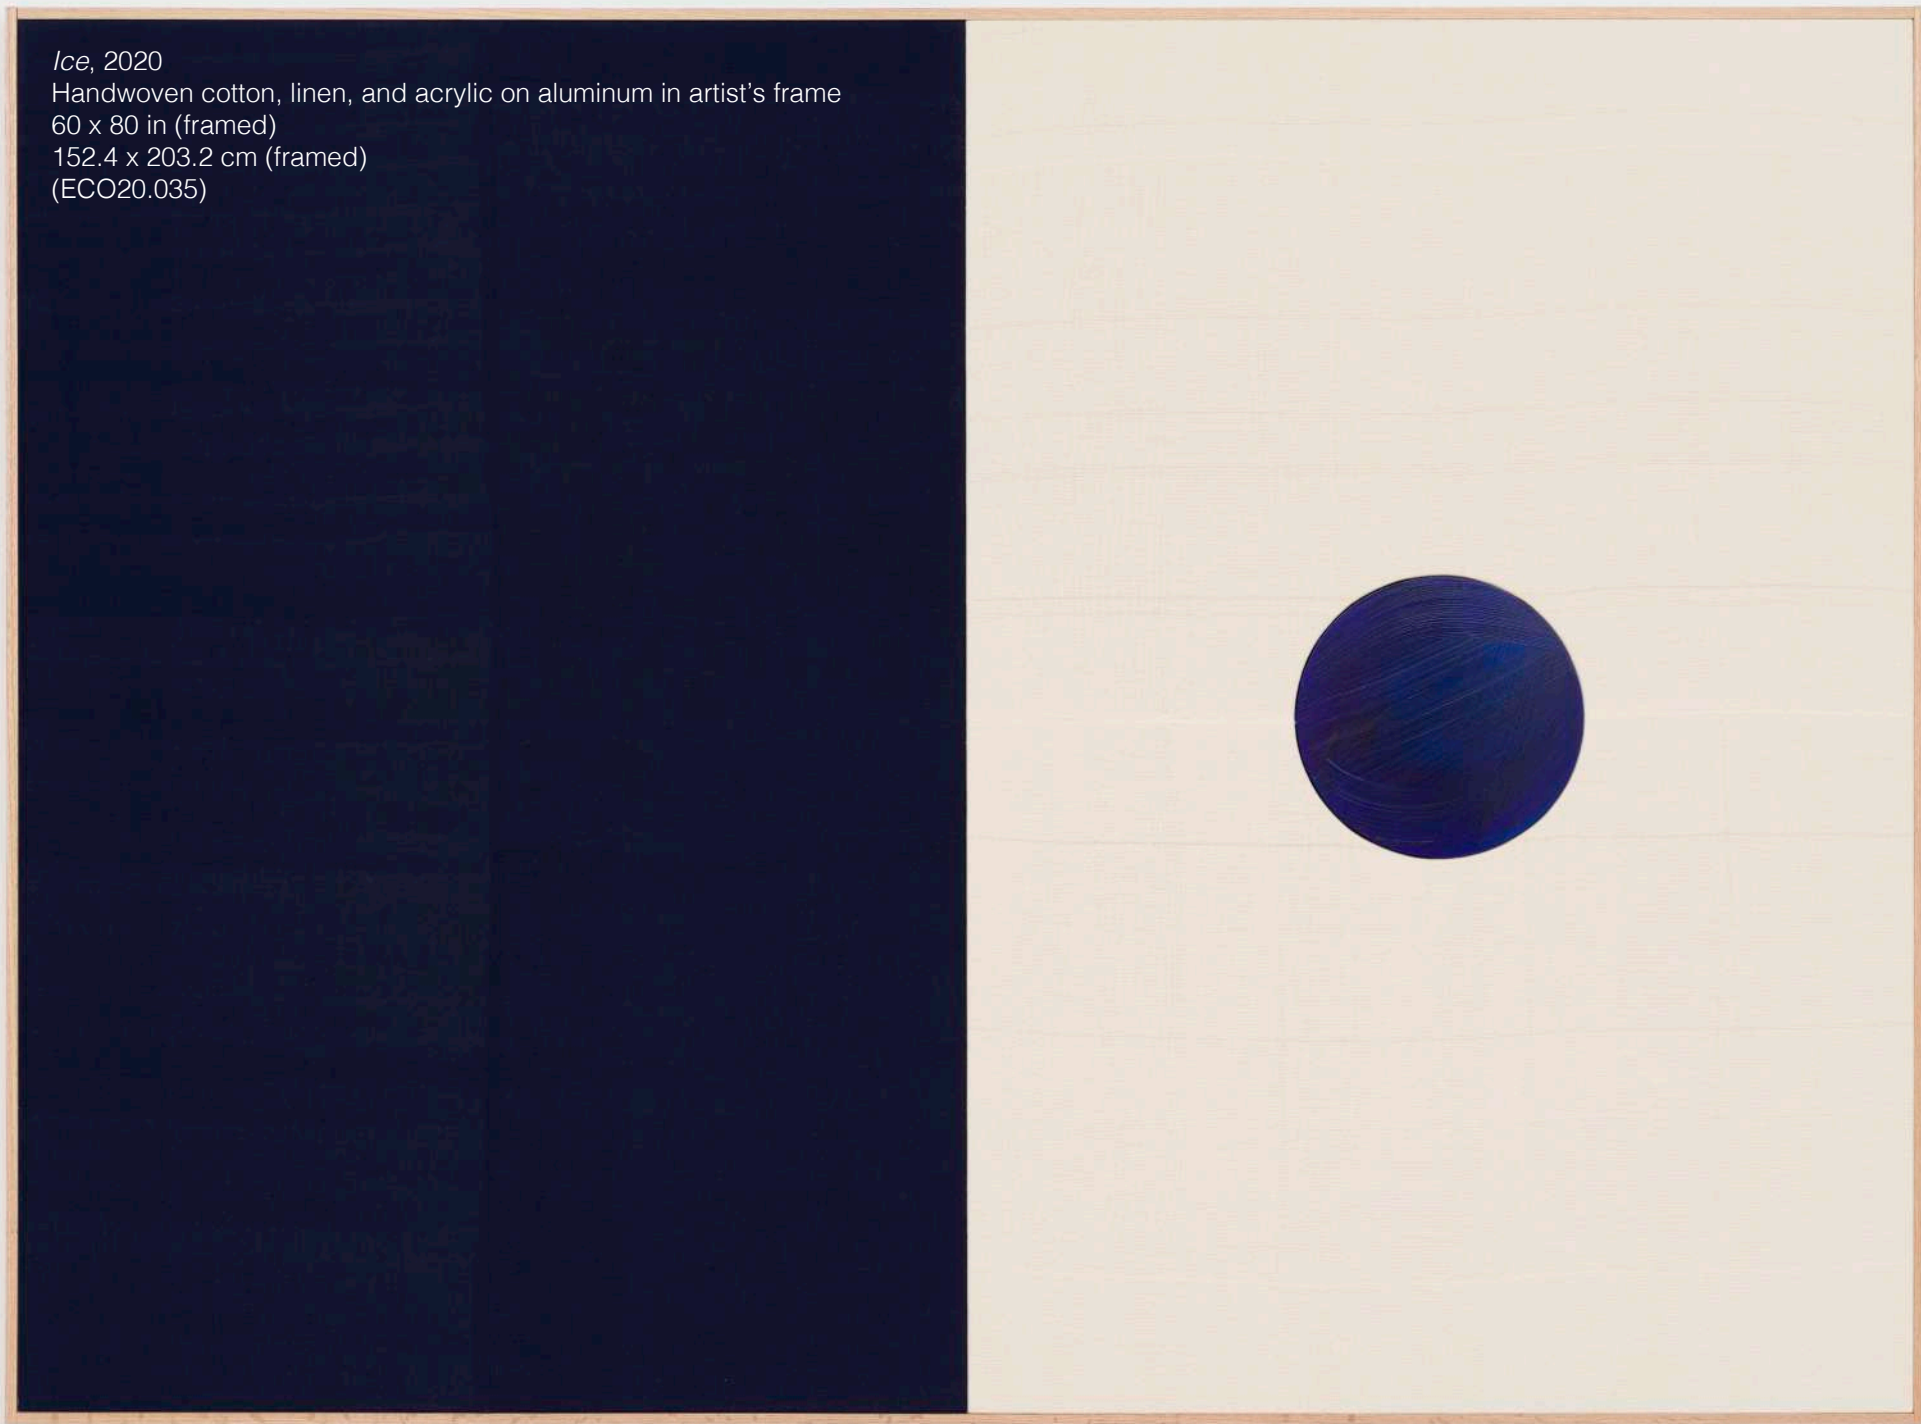 Ice, 2020
Handwoven cotton, linen, and acrylic on aluminum in artist’s frame
60 x 80 in (framed)
152.4 x 203.2 cm (framed)
(ECO20.035)